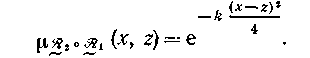 μ_{ℛ̰₂∘ℛ̰₁} (x, z) = e^{−k (x−z)²/4}.